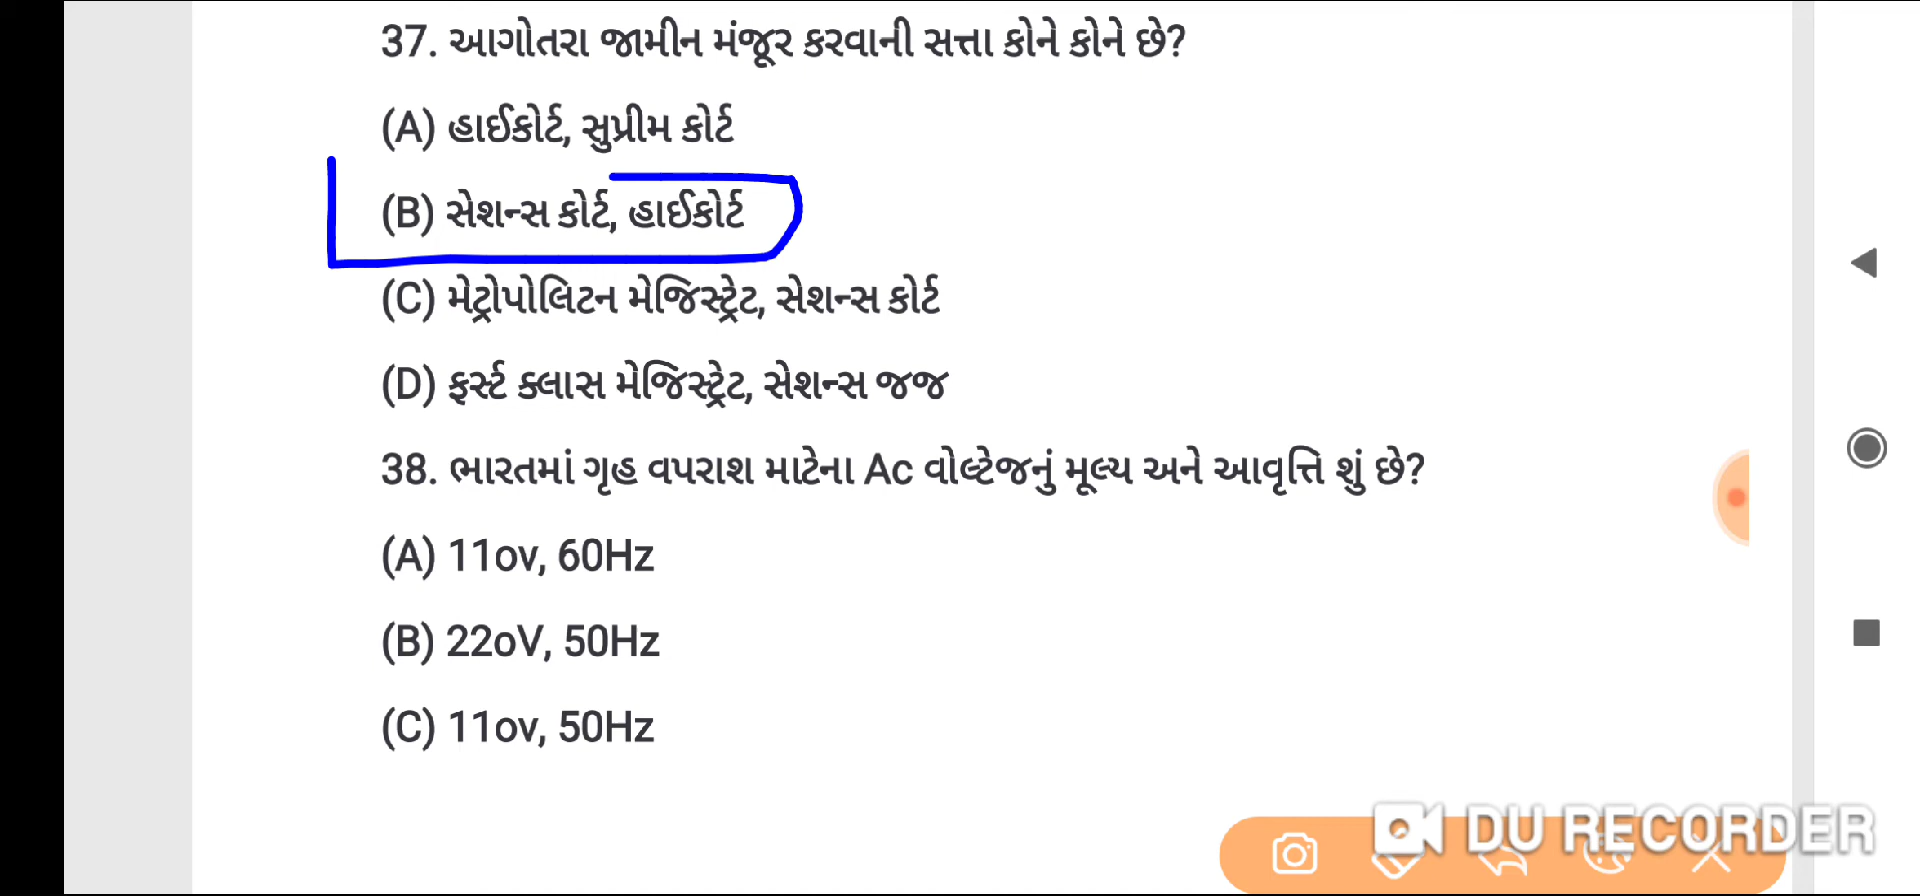 37. આગોતરા જામીન મંજૂર કરવાની સત્તા કોને કોને છે?
(A) હાઈકોર્ટ, સુપ્રીમ કોર્ટ
(B) સેશન્સ કોર્ટ, હાઈકોર્ટ
(C) મેટ્રોપોલિટન મેજિસ્ટ્રેટ, સેશન્સ કોર્ટ
(D) ફર્સ્ટ ક્લાસ મેજિસ્ટ્રેટ, સેશન્સ જજ
38. ભારતમાં ગૃહ વપરાશ માટેના Ac વોલ્ટેજનું મૂલ્ય અને આવૃત્તિ શું છે?
(A) 11ov, 60Hz
(B) 22oV, 50Hz
(C) 11ov, 50Hz
DU RECORDER